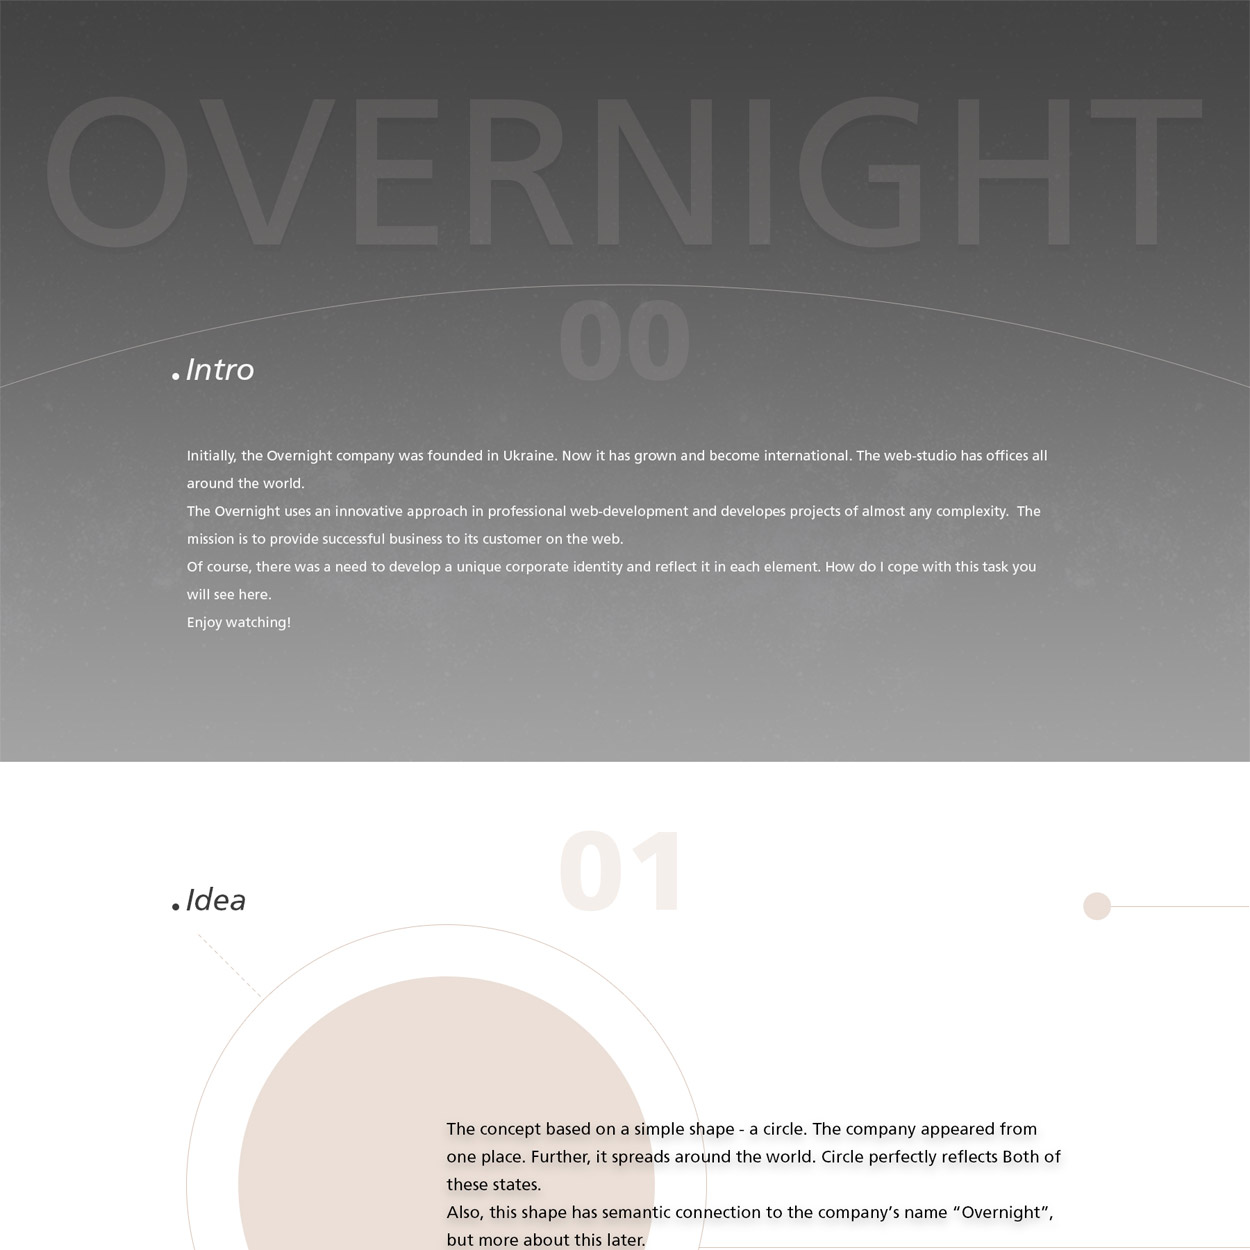 OVERNIGHT
00
. Intro
Initially, the Overnight company was founded in Ukraine. Now it has grown and become international. The web-studio has offices all
around the world.
The Overnight uses an innovative approach in professional web-development and developes projects of almost any complexity.  The
mission is to provide successful business to its customer on the web.
Of course, there was a need to develop a unique corporate identity and reflect it in each element. How do I cope with this task you
will see here.
Enjoy watching!
01
. Idea
The concept based on a simple shape - a circle. The company appeared from
one place. Further, it spreads around the world. Circle perfectly reflects Both of
these states.
Also, this shape has semantic connection to the company’s name “Overnight”,
but more about this later.